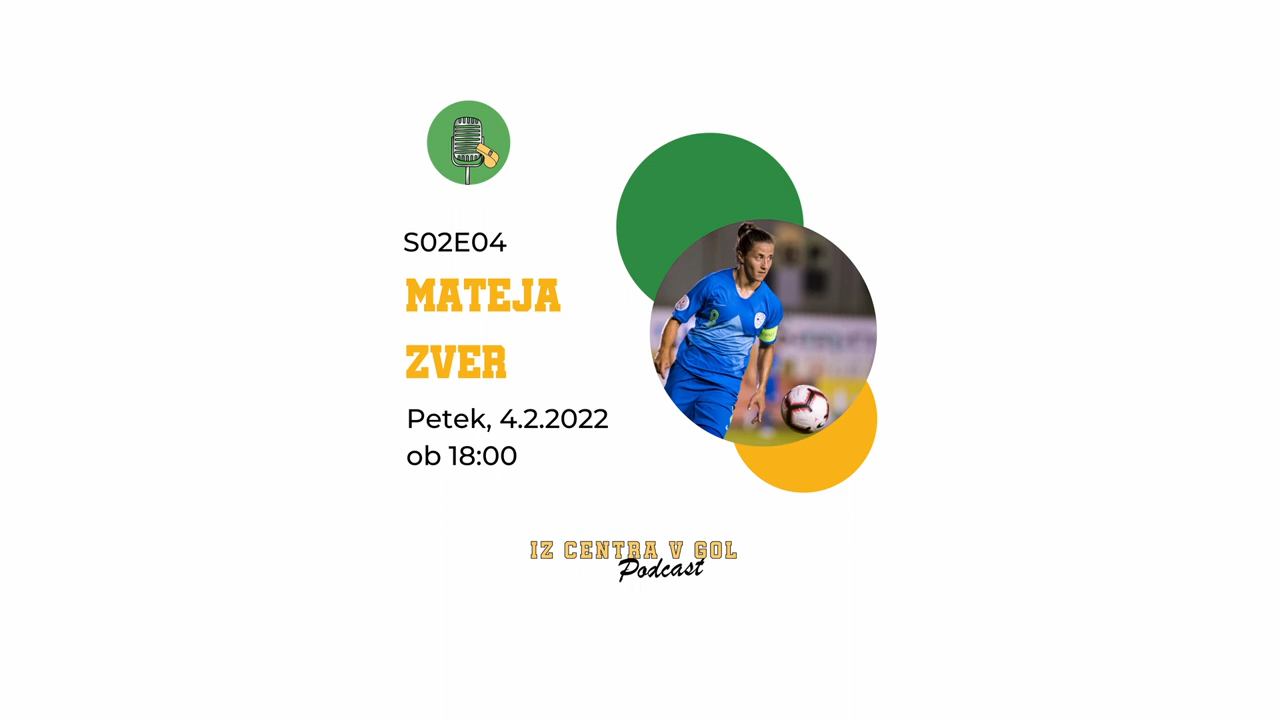 S02E04
MATEJA
ZVER
Petek, 4.2.2022
ob 18:00
IZ CENTRA V GOL
Podcast